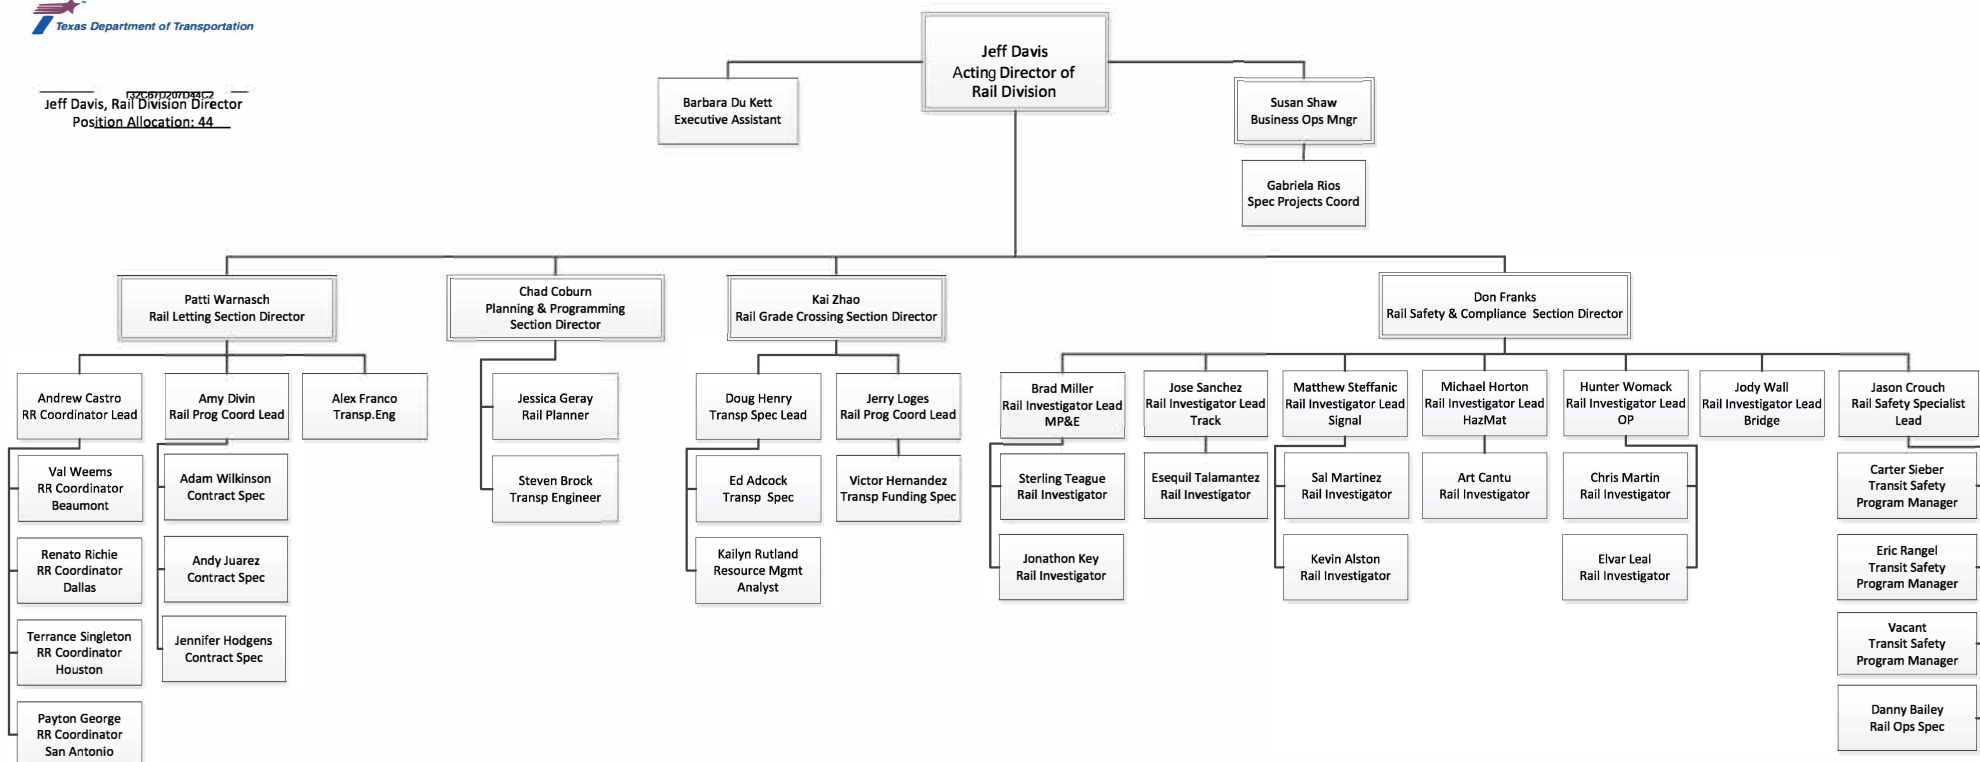 Texas Department of Transportation
Jeff Davis, Rail Division Director
Position Allocation: 44
Jeff Davis
Acting Director of
Rail Division
Barbara Du Kett
Executive Assistant
Susan Shaw
Business Ops Mngr
Gabriela Rios
Spec Projects Coord
Patti Warnasch
Rail Letting Section Director
Chad Coburn
Planning & Programming
Section Director
Kai Zhao
Rail Grade Crossing Section Director
Don Franks
Rail Safety & Compliance Section Director
Andrew Castro
RR Coordinator Lead
Amy Divin
Rail Prog Coord Lead
Alex Franco
Transp.Eng
Val Weems
RR Coordinator
Beaumont
Renato Richie
RR Coordinator
Dallas
Terrance Singleton
RR Coordinator
Houston
Payton George
RR Coordinator
San Antonio
Adam Wilkinson
Contract Spec
Andy Juarez
Contract Spec
Jennifer Hodgens
Contract Spec
Jessica Geray
Rail Planner
Steven Brock
Transp Engineer
Doug Henry
Transp Spec Lead
Jerry Loges
Rail Prog Coord Lead
Ed Adcock
Transp Spec
Kailyn Rutland
Resource Mgmt
Analyst
Victor Hernandez
Transp Funding Spec
Brad Miller
Rail Investigator Lead
MP&E
Jose Sanchez
Rail Investigator Lead
Track
Matthew Steffanic
Rail Investigator Lead
Signal
Michael Horton
Rail Investigator Lead
HazMat
Hunter Womack
Rail Investigator Lead
OP
Jody Wall
Rail Investigator Lead
Bridge
Jason Crouch
Rail Safety Specialist
Lead
Sterling Teague
Rail Investigator
Jonathon Key
Rail Investigator
Esequil Talamantez
Rail Investigator
Sal Martinez
Rail Investigator
Kevin Alston
Rail Investigator
Art Cantu
Rail Investigator
Chris Martin
Rail Investigator
Elvar Leal
Rail Investigator
Carter Sieber
Transit Safety
Program Manager
Eric Rangel
Transit Safety
Program Manager
Vacant
Transit Safety
Program Manager
Danny Bailey
Rail Ops Spec